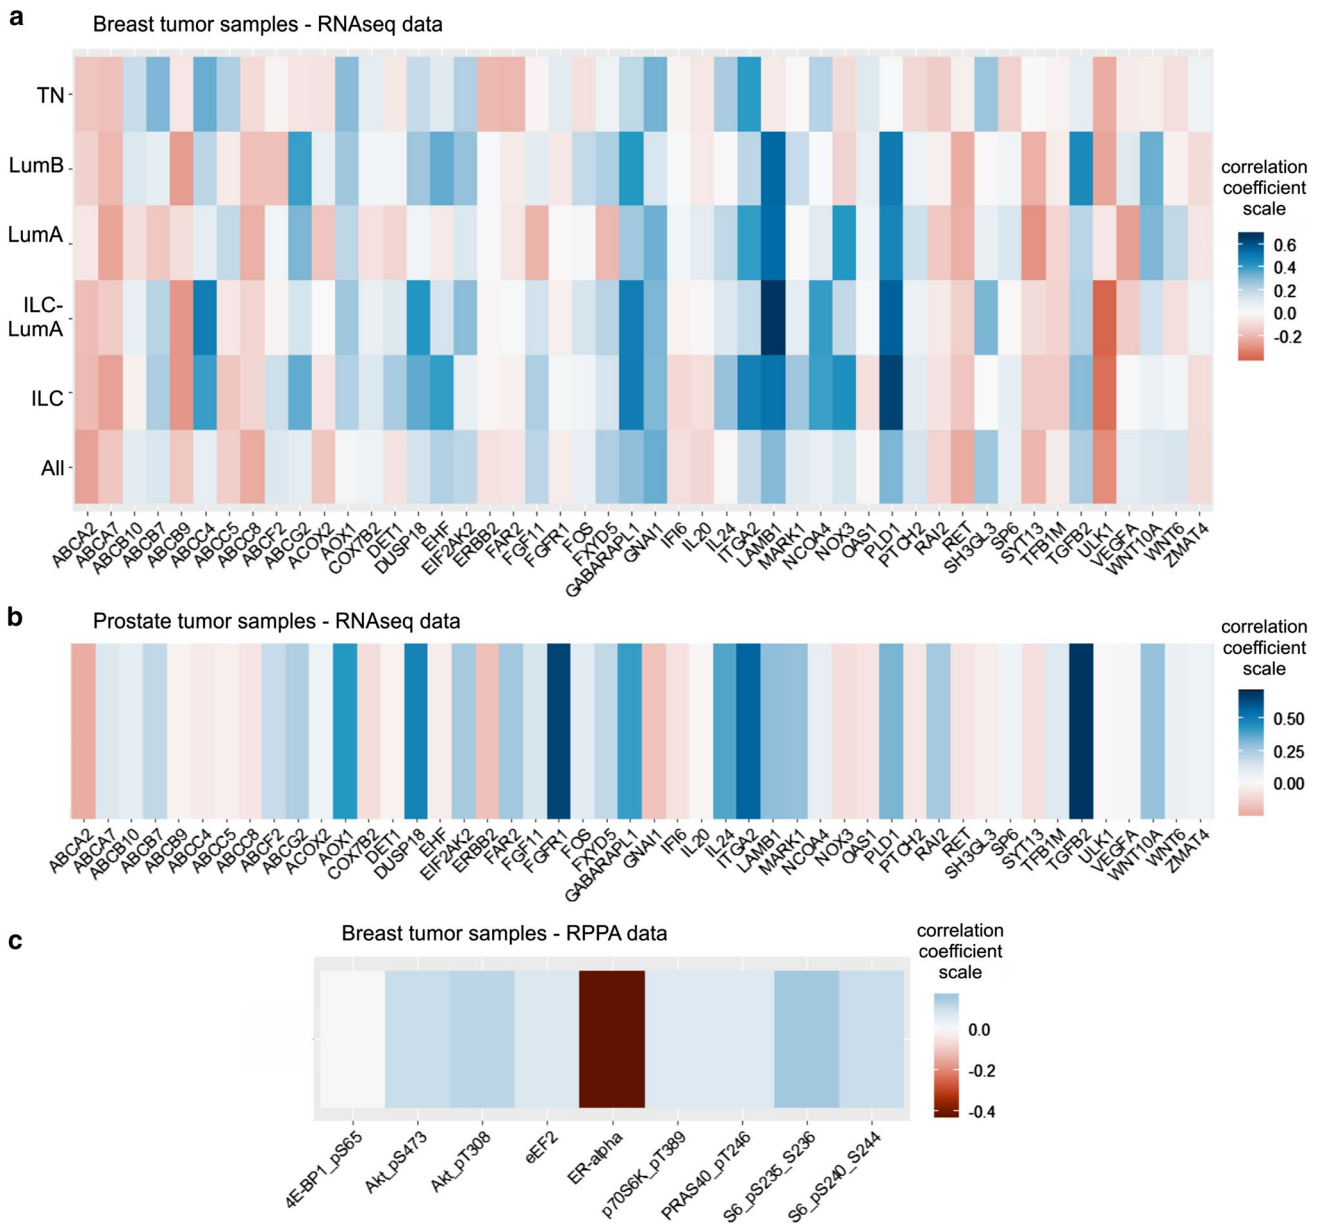 a
Breast tumor samples - RNAseq data
TN
LumB
LumA
ILC-
LumA
ILC
All
correlation
coefficient
scale
0.6
0.4
0.2
0.0
-0.2
ABCA2 ABCA7 ABCB10 ABCB7 ABCB9 ABCC4 ABCC5 ABCC8 ABCF2 ABCG2 ACOX2 AOX1 COX7B2 DET1 DUSP18 EHF EIF2AK2 ERBB2 FAR2 FGF11 FGFR1 FOS FXYD5 GABARAPL1 GNAI1 IFI6 IL20 IL24 ITGA2 LAMB1 MARK1 NCOA4 NOX3 OAS1 PLD1 PTCH2 RAI2 RET SH3GL3 SP6 SYT13 TFB1M TGFB2 ULK1 VEGFA WNT10A WNT6 ZMAT4
b
Prostate tumor samples - RNAseq data
correlation
coefficient
scale
0.50
0.25
0.00
ABCA2 ABCA7 ABCB10 ABCB7 ABCB9 ABCC4 ABCC5 ABCC8 ABCF2 ABCG2 ACOX2 AOX1 COX7B2 DET1 DUSP18 EHF EIF2AK2 ERBB2 FAR2 FGF11 FGFR1 FOS FXYD5 GABARAPL1 GNAI1 IFI6 IL20 IL24 ITGA2 LAMB1 MARK1 NCOA4 NOX3 OAS1 PLD1 PTCH2 RAI2 RET SH3GL3 SP6 SYT13 TFB1M TGFB2 ULK1 VEGFA WNT10A WNT6 ZMAT4
c
Breast tumor samples - RPPA data
correlation
coefficient
scale
0.0
-0.2
-0.4
4E-BP1_pS65 Akt_pS473 Akt_pT308 eEF2 ER-alpha p70S6K_pT389 PRAS40_pT246 S6_pS235_S236 S6_pS240_S244